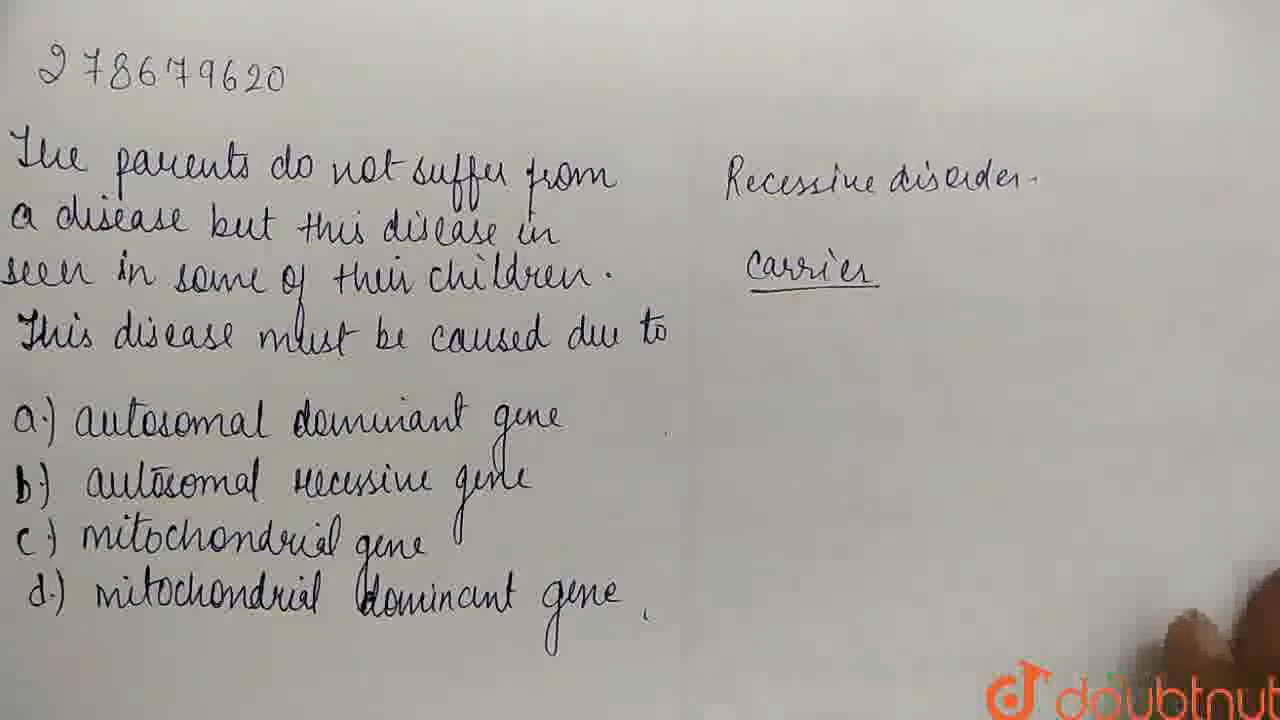 278679620
The parents do not suffer from
a disease but this disease in
seen in some of their children.
This disease must be caused due to
a.) autosomal dominant gene
b.) autosomal recessive gene
c.) mitochondrial gene
d.) mitochondrial dominant gene.
Recessive disorder.
carrier
doubtnut